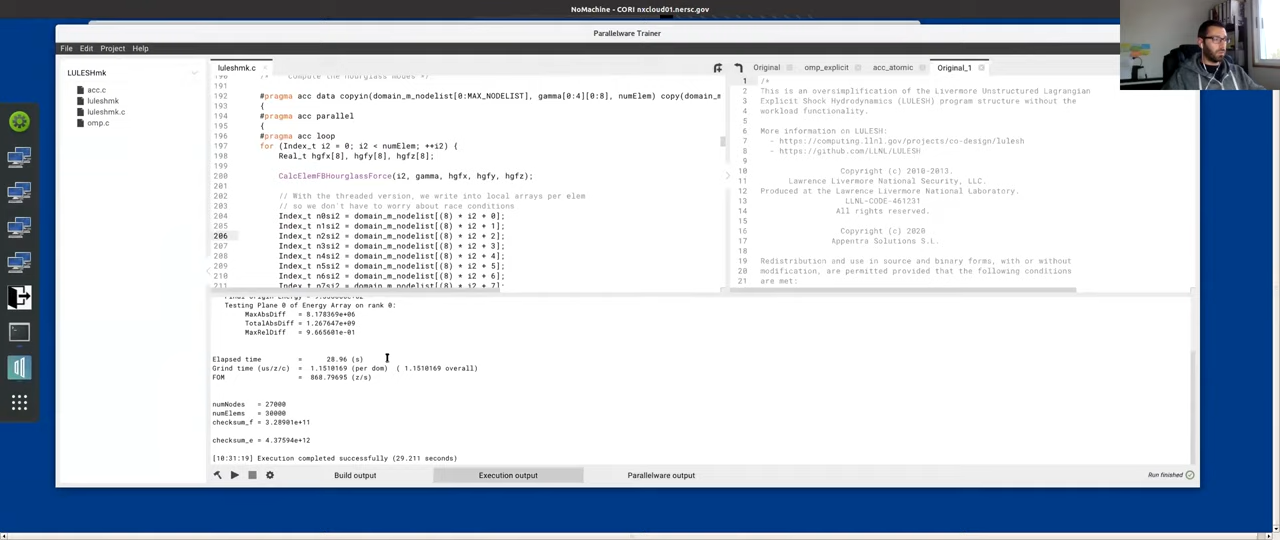 NoMachine - CORI nxcloud01.nersc.gov
Parallelware Trainer
File Edit Project Help
LULESHmk
acc.c
luleshmk
luleshmk.c
omp.c
luleshmk.c
190 /* compute the hourglass modes */
191
192 #pragma acc data copyin(domain_m_nodelist[0:MAX_NODELIST], gamma[0:4][0:8], numElem) copy(domain_m
193 {
194 #pragma acc parallel
195 {
196 #pragma acc loop
197 for (Index_t i2 = 0; i2 < numElem; ++i2) {
198 Real_t hgfx[8], hgfy[8], hgfz[8];
199
200 CalcElemFBHourglassForce(i2, gamma, hgfx, hgfy, hgfz);
201
202 // With the threaded version, we write into local arrays per elem
203 // so we don't have to worry about race conditions
204 Index_t n0si2 = domain_m_nodelist[(8) * i2 + 0];
205 Index_t n1si2 = domain_m_nodelist[(8) * i2 + 1];
206 Index_t n2si2 = domain_m_nodelist[(8) * i2 + 2];
207 Index_t n3si2 = domain_m_nodelist[(8) * i2 + 3];
208 Index_t n4si2 = domain_m_nodelist[(8) * i2 + 4];
209 Index_t n5si2 = domain_m_nodelist[(8) * i2 + 5];
210 Index_t n6si2 = domain_m_nodelist[(8) * i2 + 6];
211 Index_t n7si2 = domain_m_nodelist[(8) * i2 + 7];
Original omp_explicit acc_atomic Original_1
1 /*
2 This is an oversimplification of the Livermore Unstructured Lagrangian
3 Explicit Shock Hydrodynamics (LULESH) program structure without the
4 workload functionality.
5
6 More information on LULESH:
7 - https://computing.llnl.gov/projects/co-design/lulesh
8 - https://github.com/LLNL/LULESH
9
10 Copyright (c) 2010-2013.
11 Lawrence Livermore National Security, LLC.
12 Produced at the Lawrence Livermore National Laboratory.
13 LLNL-CODE-461231
14 All rights reserved.
15
16 Copyright (c) 2020
17 Appentra Solutions S.L.
18
19 Redistribution and use in source and binary forms, with or without
20 modification, are permitted provided that the following conditions
21 are met:
Final Origin Energy =
Testing Plane 0 of Energy Array on rank 0:
MaxAbsDiff = 8.178369e+06
TotalAbsDiff = 1.267647e+09
MaxRelDiff = 9.665601e-01
Elapsed time = 28.96 (s)
Grind time (us/z/c) = 1.1510169 (per dom) ( 1.1510169 overall)
FOM = 868.79695 (z/s)
numNodes = 27000
numElems = 30000
checksum_f = 3.28901e+11
checksum_e = 4.37594e+12
[10:31:19] Execution completed successfully (29.211 seconds)
Build output Execution output Parallelware output Run finished